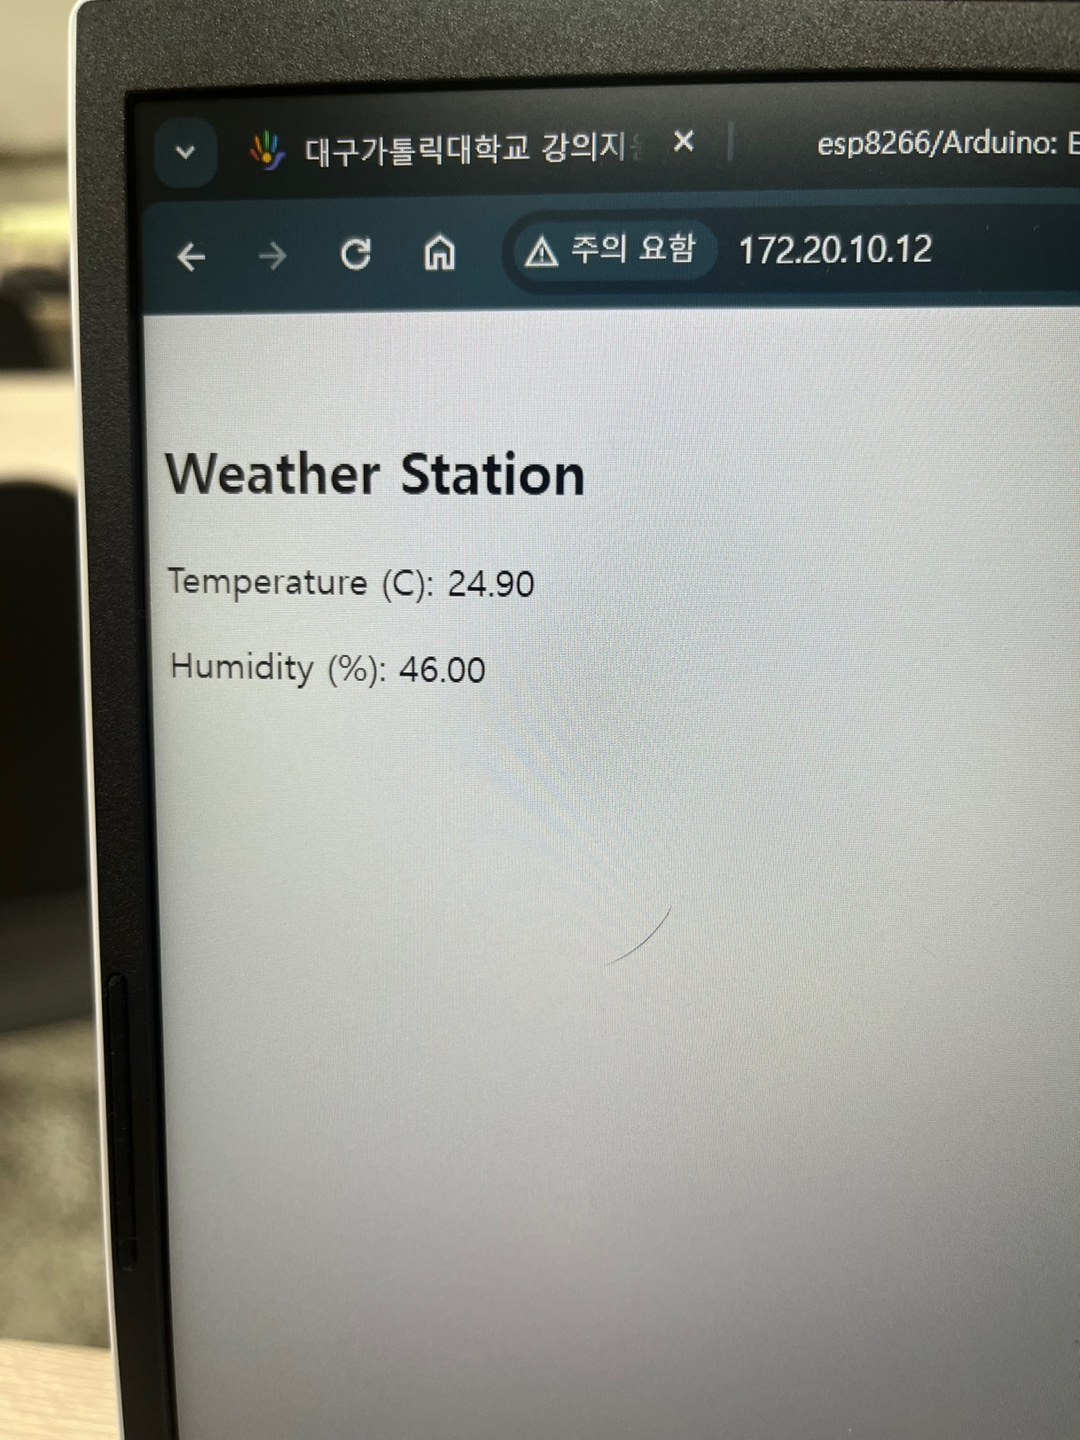 대구가톨릭대학교 강의지
esp8266/Arduino:
주의 요함 172.20.10.12
Weather Station
Temperature (C): 24.90
Humidity (%): 46.00